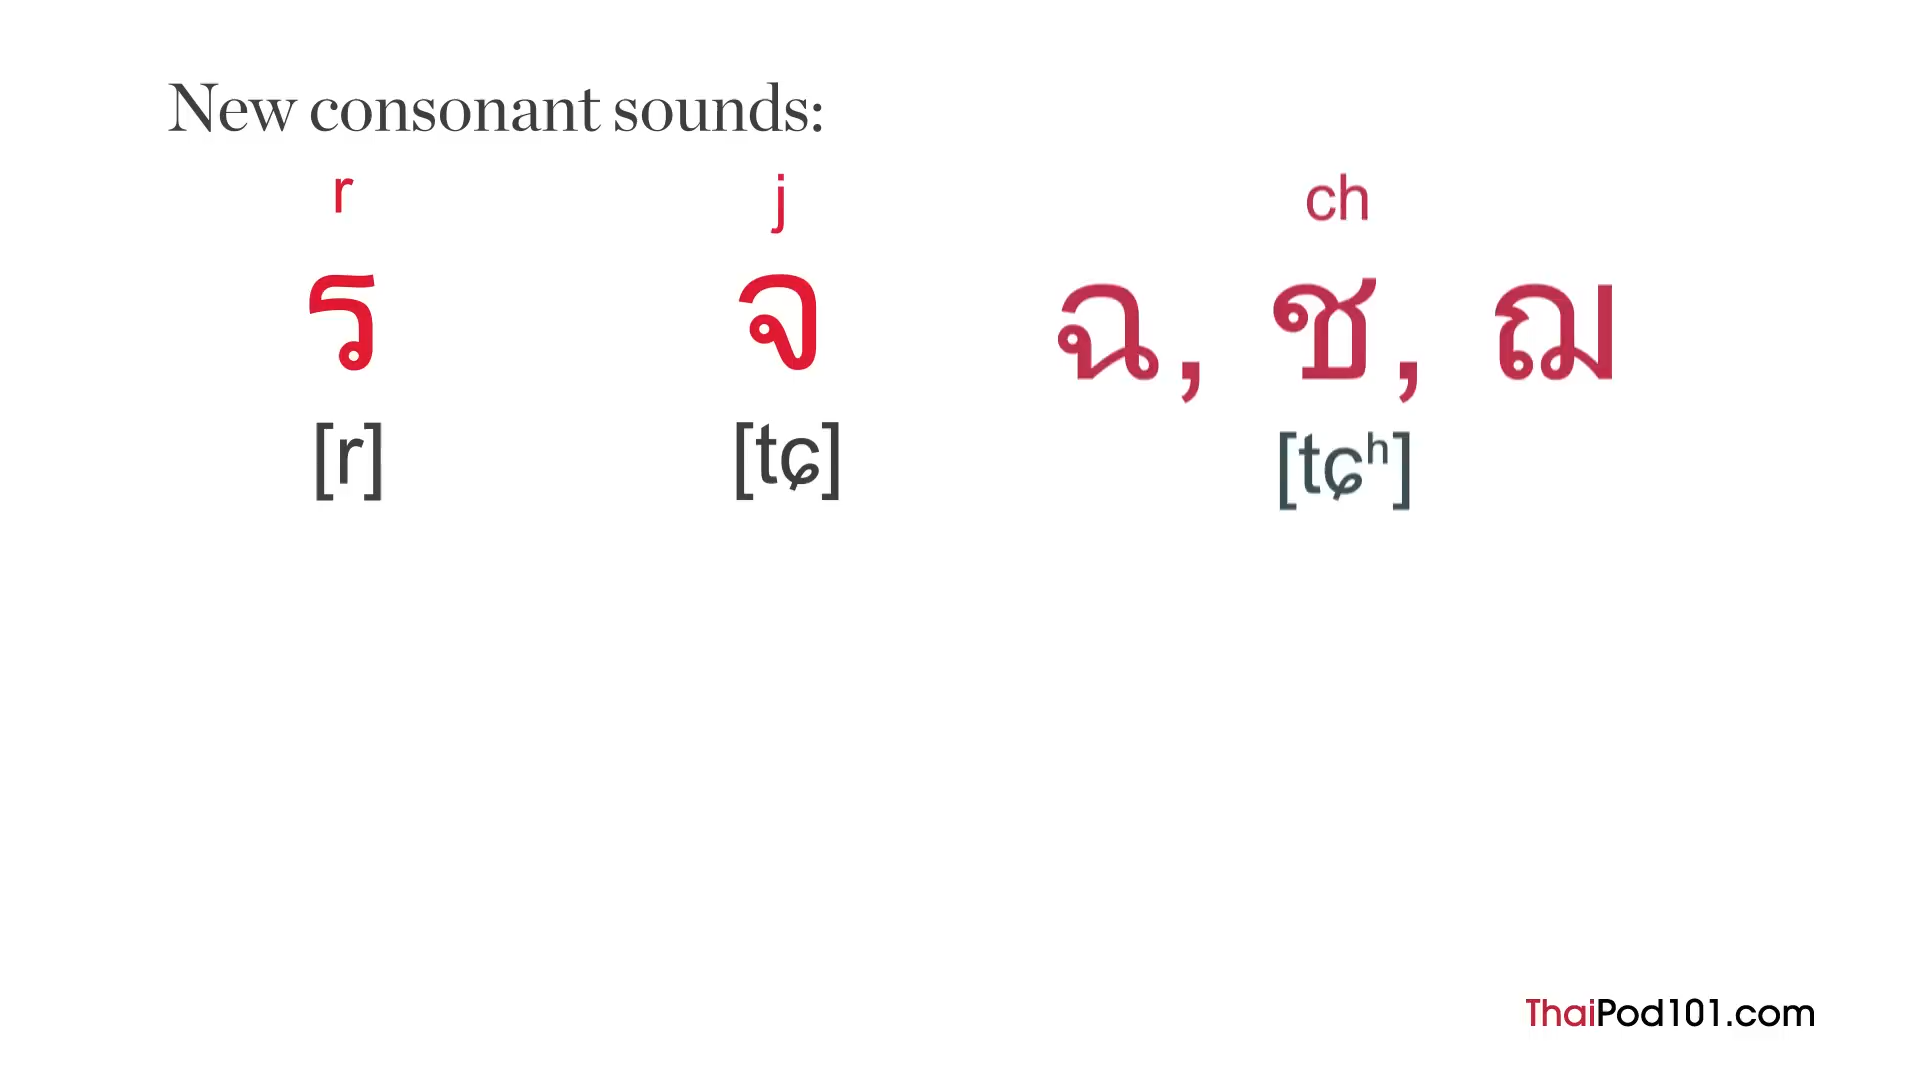 New consonant sounds:
r j ch
ร จ ฉ, ช, ฌ
[r] [tɕ] [tɕʰ]
ThaiPod101.com